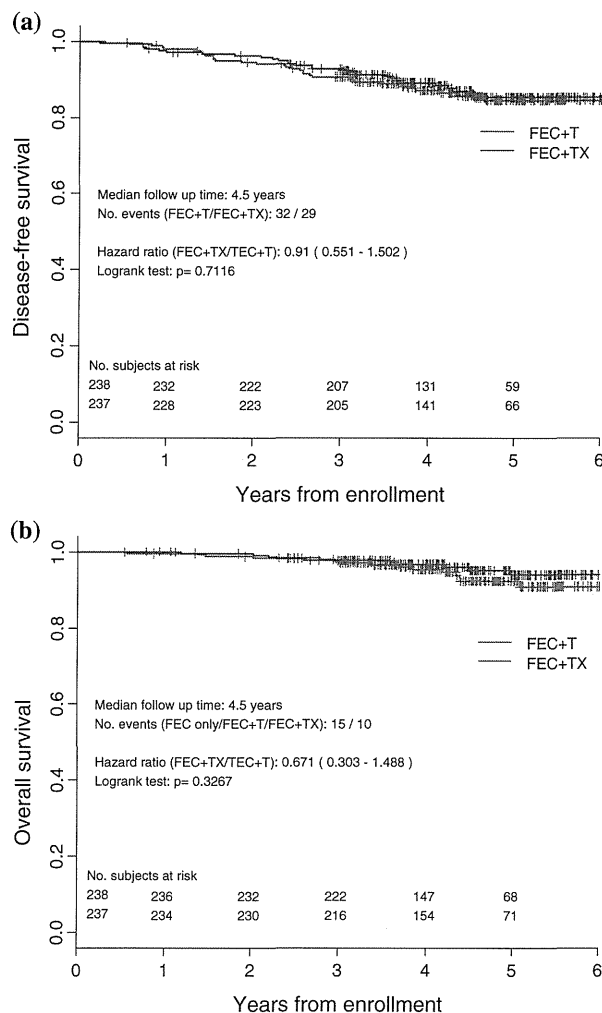 (a)
1.0
0.8
0.6
0.4
0.2
0.0
Disease-free survival
FEC+T
FEC+TX
Median follow up time: 4.5 years
No. events (FEC+T/FEC+TX): 32 / 29
Hazard ratio (FEC+TX/TEC+T): 0.91 ( 0.551 - 1.502 )
Logrank test: p= 0.7116
No. subjects at risk
238 232 222 207 131 59
237 228 223 205 141 66
0 1 2 3 4 5 6
Years from enrollment
(b)
1.0
0.8
0.6
0.4
0.2
0.0
Overall survival
FEC+T
FEC+TX
Median follow up time: 4.5 years
No. events (FEC only/FEC+T/FEC+TX): 15 / 10
Hazard ratio (FEC+TX/TEC+T): 0.671 ( 0.303 - 1.488 )
Logrank test: p= 0.3267
No. subjects at risk
238 236 232 222 147 68
237 234 230 216 154 71
0 1 2 3 4 5 6
Years from enrollment